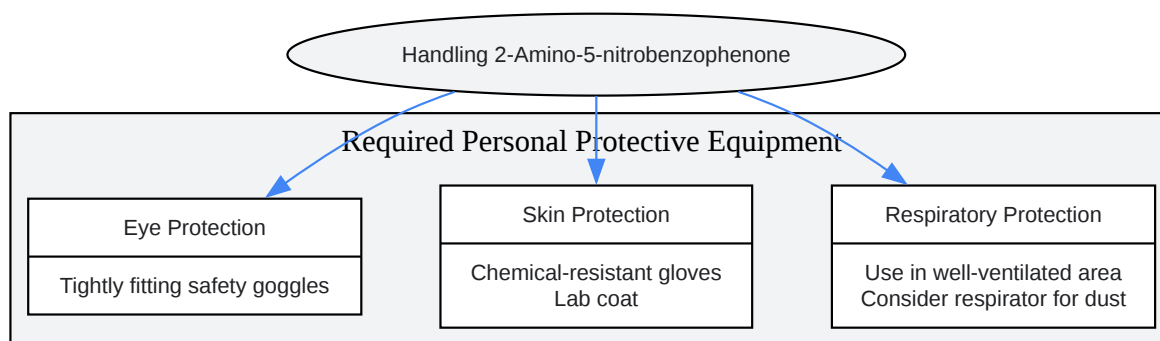 Handling 2-Amino-5-nitrobenzophenone
Required Personal Protective Equipment
Eye Protection
Tightly fitting safety goggles
Skin Protection
Chemical-resistant gloves
Lab coat
Respiratory Protection
Use in well-ventilated area
Consider respirator for dust